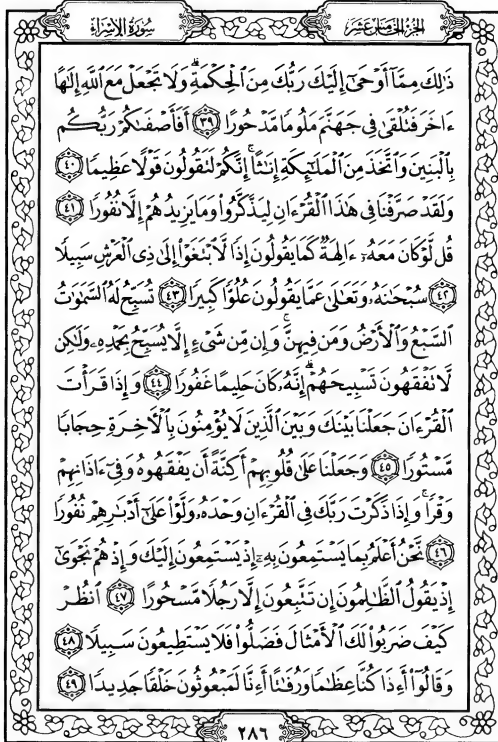 الجزء الخامس عشر
سورة الإسراء
ذَٰلِكَ مِمَّآ أَوْحَىٰٓ إِلَيْكَ رَبُّكَ مِنَ ٱلْحِكْمَةِ ۗ وَلَا تَجْعَلْ مَعَ ٱللَّهِ إِلَٰهًا
ءَاخَرَ فَتُلْقَىٰ فِى جَهَنَّمَ مَلُومًا مَّدْحُورًا ٣٩ أَفَأَصْفَىٰكُمْ رَبُّكُم
بِٱلْبَنِينَ وَٱتَّخَذَ مِنَ ٱلْمَلَٰٓئِكَةِ إِنَٰثًا ۚ إِنَّكُمْ لَتَقُولُونَ قَوْلًا عَظِيمًا ٤٠
وَلَقَدْ صَرَّفْنَا فِى هَٰذَا ٱلْقُرْءَانِ لِيَذَّكَّرُوا۟ وَمَا يَزِيدُهُمْ إِلَّا نُفُورًا ٤١
قُل لَّوْ كَانَ مَعَهُۥٓ ءَالِهَةٌ كَمَا يَقُولُونَ إِذًا لَّٱبْتَغَوْا۟ إِلَىٰ ذِى ٱلْعَرْشِ سَبِيلًا
٤٢ سُبْحَٰنَهُۥ وَتَعَٰلَىٰ عَمَّا يَقُولُونَ عُلُوًّا كَبِيرًا ٤٣ تُسَبِّحُ لَهُ ٱلسَّمَٰوَٰتُ
ٱلسَّبْعُ وَٱلْأَرْضُ وَمَن فِيهِنَّ ۚ وَإِن مِّن شَىْءٍ إِلَّا يُسَبِّحُ بِحَمْدِهِۦ وَلَٰكِن
لَّا تَفْقَهُونَ تَسْبِيحَهُمْ ۗ إِنَّهُۥ كَانَ حَلِيمًا غَفُورًا ٤٤ وَإِذَا قَرَأْتَ
ٱلْقُرْءَانَ جَعَلْنَا بَيْنَكَ وَبَيْنَ ٱلَّذِينَ لَا يُؤْمِنُونَ بِٱلْءَاخِرَةِ حِجَابًا
مَّسْتُورًا ٤٥ وَجَعَلْنَا عَلَىٰ قُلُوبِهِمْ أَكِنَّةً أَن يَفْقَهُوهُ وَفِىٓ ءَاذَانِهِمْ
وَقْرًا ۚ وَإِذَا ذَكَرْتَ رَبَّكَ فِى ٱلْقُرْءَانِ وَحْدَهُۥ وَلَّوْا۟ عَلَىٰٓ أَدْبَٰرِهِمْ نُفُورًا
٤٦ نَّحْنُ أَعْلَمُ بِمَا يَسْتَمِعُونَ بِهِۦٓ إِذْ يَسْتَمِعُونَ إِلَيْكَ وَإِذْ هُمْ نَجْوَىٰٓ
إِذْ يَقُولُ ٱلظَّٰلِمُونَ إِن تَتَّبِعُونَ إِلَّا رَجُلًا مَّسْحُورًا ٤٧ ٱنظُرْ
كَيْفَ ضَرَبُوا۟ لَكَ ٱلْأَمْثَالَ فَضَلُّوا۟ فَلَا يَسْتَطِيعُونَ سَبِيلًا ٤٨
وَقَالُوٓا۟ أَءِذَا كُنَّا عِظَٰمًا وَرُفَٰتًا أَءِنَّا لَمَبْعُوثُونَ خَلْقًا جَدِيدًا ٤٩
٢٨٦